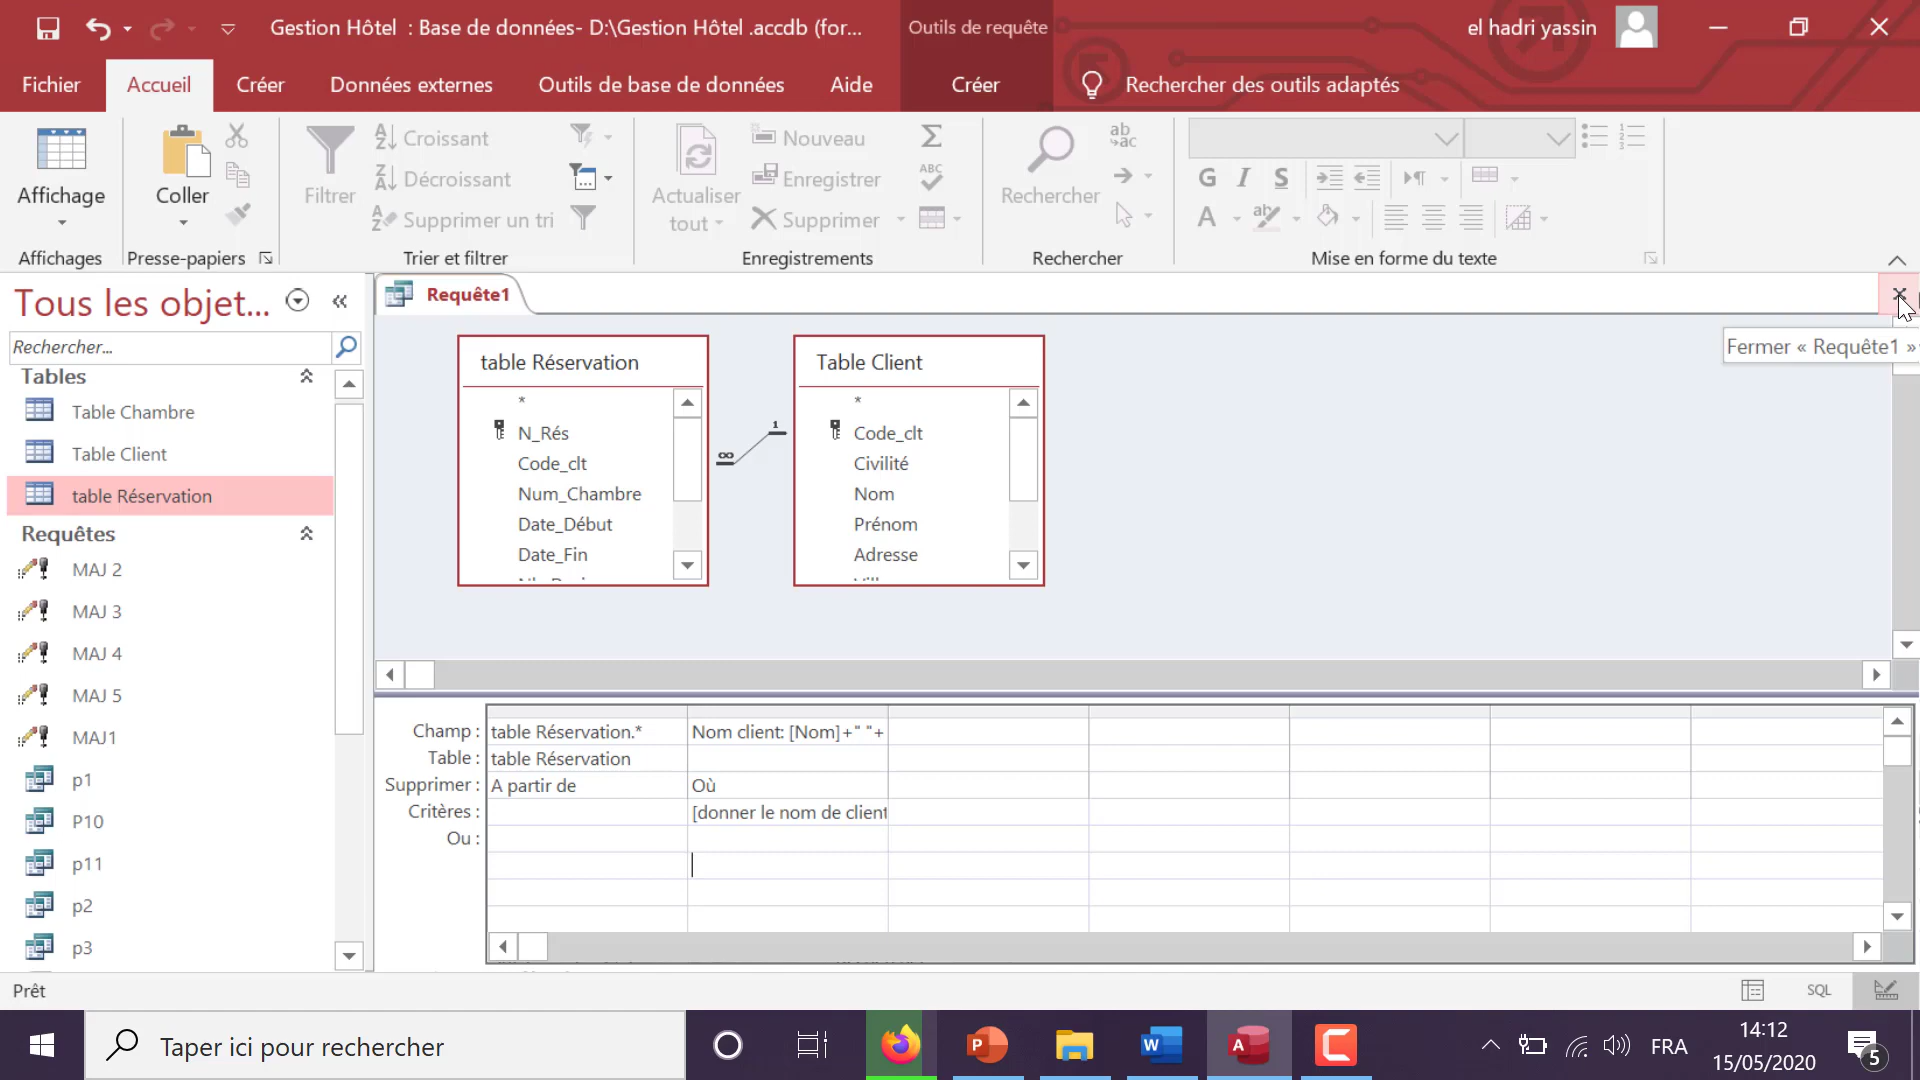 Gestion Hôtel : Base de données- D:\Gestion Hôtel .accdb (for...
Outils de requête
el hadri yassin
Fichier
Accueil
Créer
Données externes
Outils de base de données
Aide
Créer
Rechercher des outils adaptés
Affichage
Affichages
Coller
Presse-papiers
Filtrer
Croissant
Décroissant
Supprimer un tri
Trier et filtrer
Actualiser
tout
Nouveau
Enregistrer
Supprimer
Enregistrements
Rechercher
Rechercher
G I S
A
Mise en forme du texte
Tous les objet...
Rechercher...
Tables
Table Chambre
Table Client
table Réservation
Requêtes
MAJ 2
MAJ 3
MAJ 4
MAJ 5
MAJ1
p1
P10
p11
p2
p3
Requête1
Fermer « Requête1 »
table Réservation
*
N_Rés
Code_clt
Num_Chambre
Date_Début
Date_Fin
∞ 1
Table Client
*
Code_clt
Civilité
Nom
Prénom
Adresse
Champ : table Réservation.* Nom client: [Nom]+" "+
Table : table Réservation
Supprimer : A partir de Où
Critères : [donner le nom de client
Ou :
Prêt
SQL
Taper ici pour rechercher
FRA
14:12
15/05/2020
5